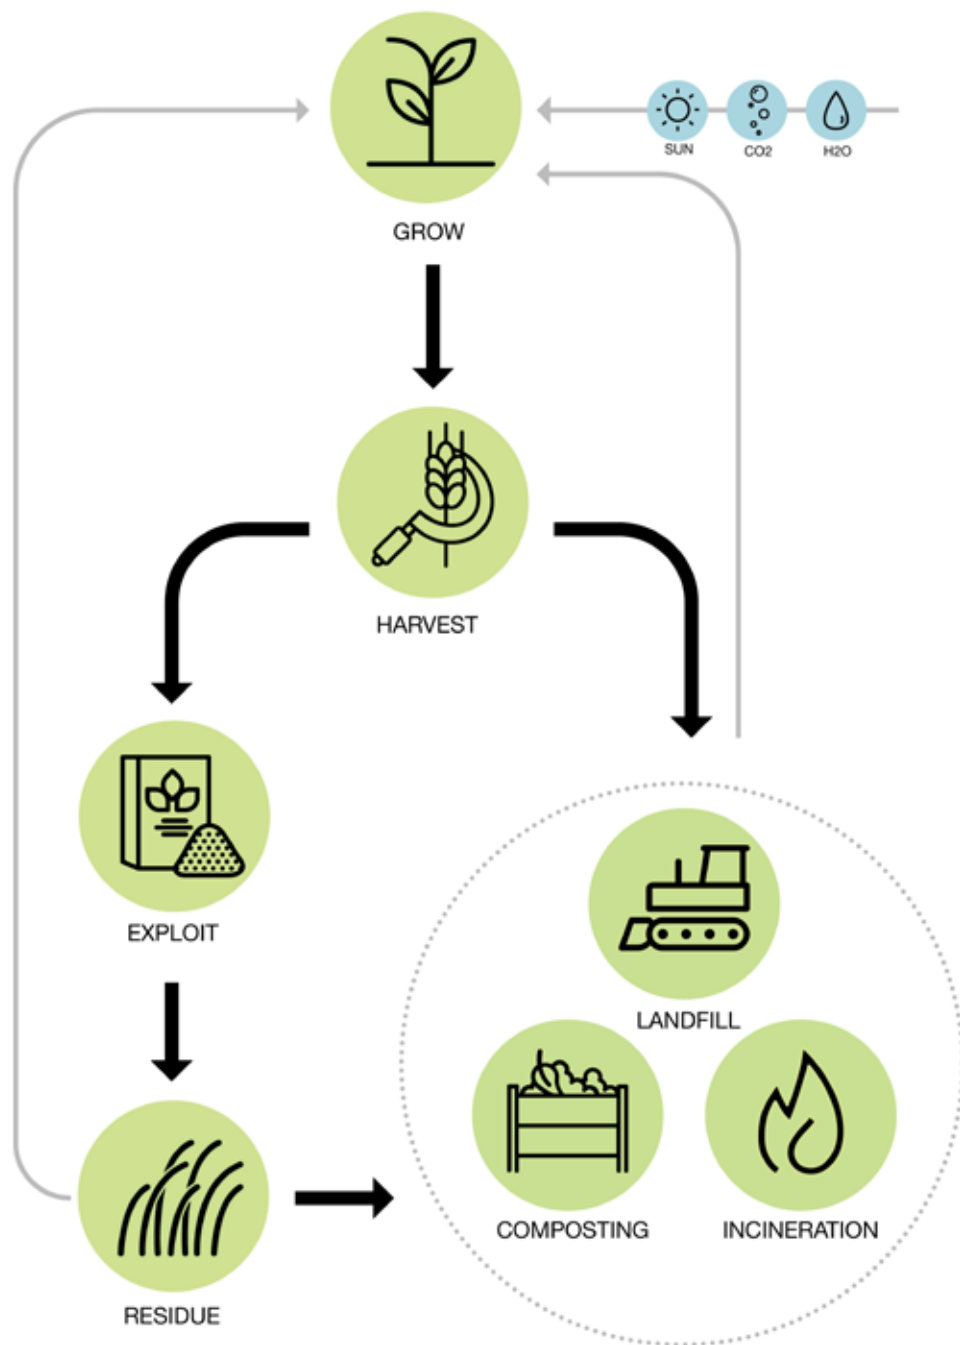 SUN
CO2
H2O
GROW
HARVEST
EXPLOIT
LANDFILL
COMPOSTING
INCINERATION
RESIDUE